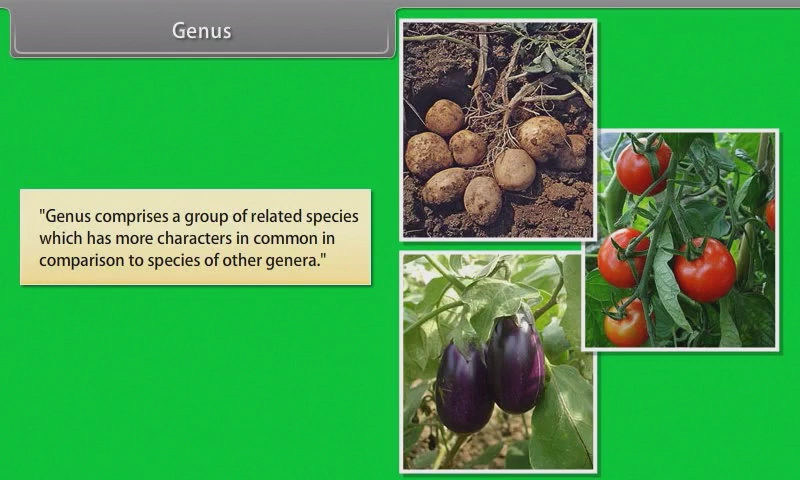 Genus
"Genus comprises a group of related species
which has more characters in common in
comparison to species of other genera."